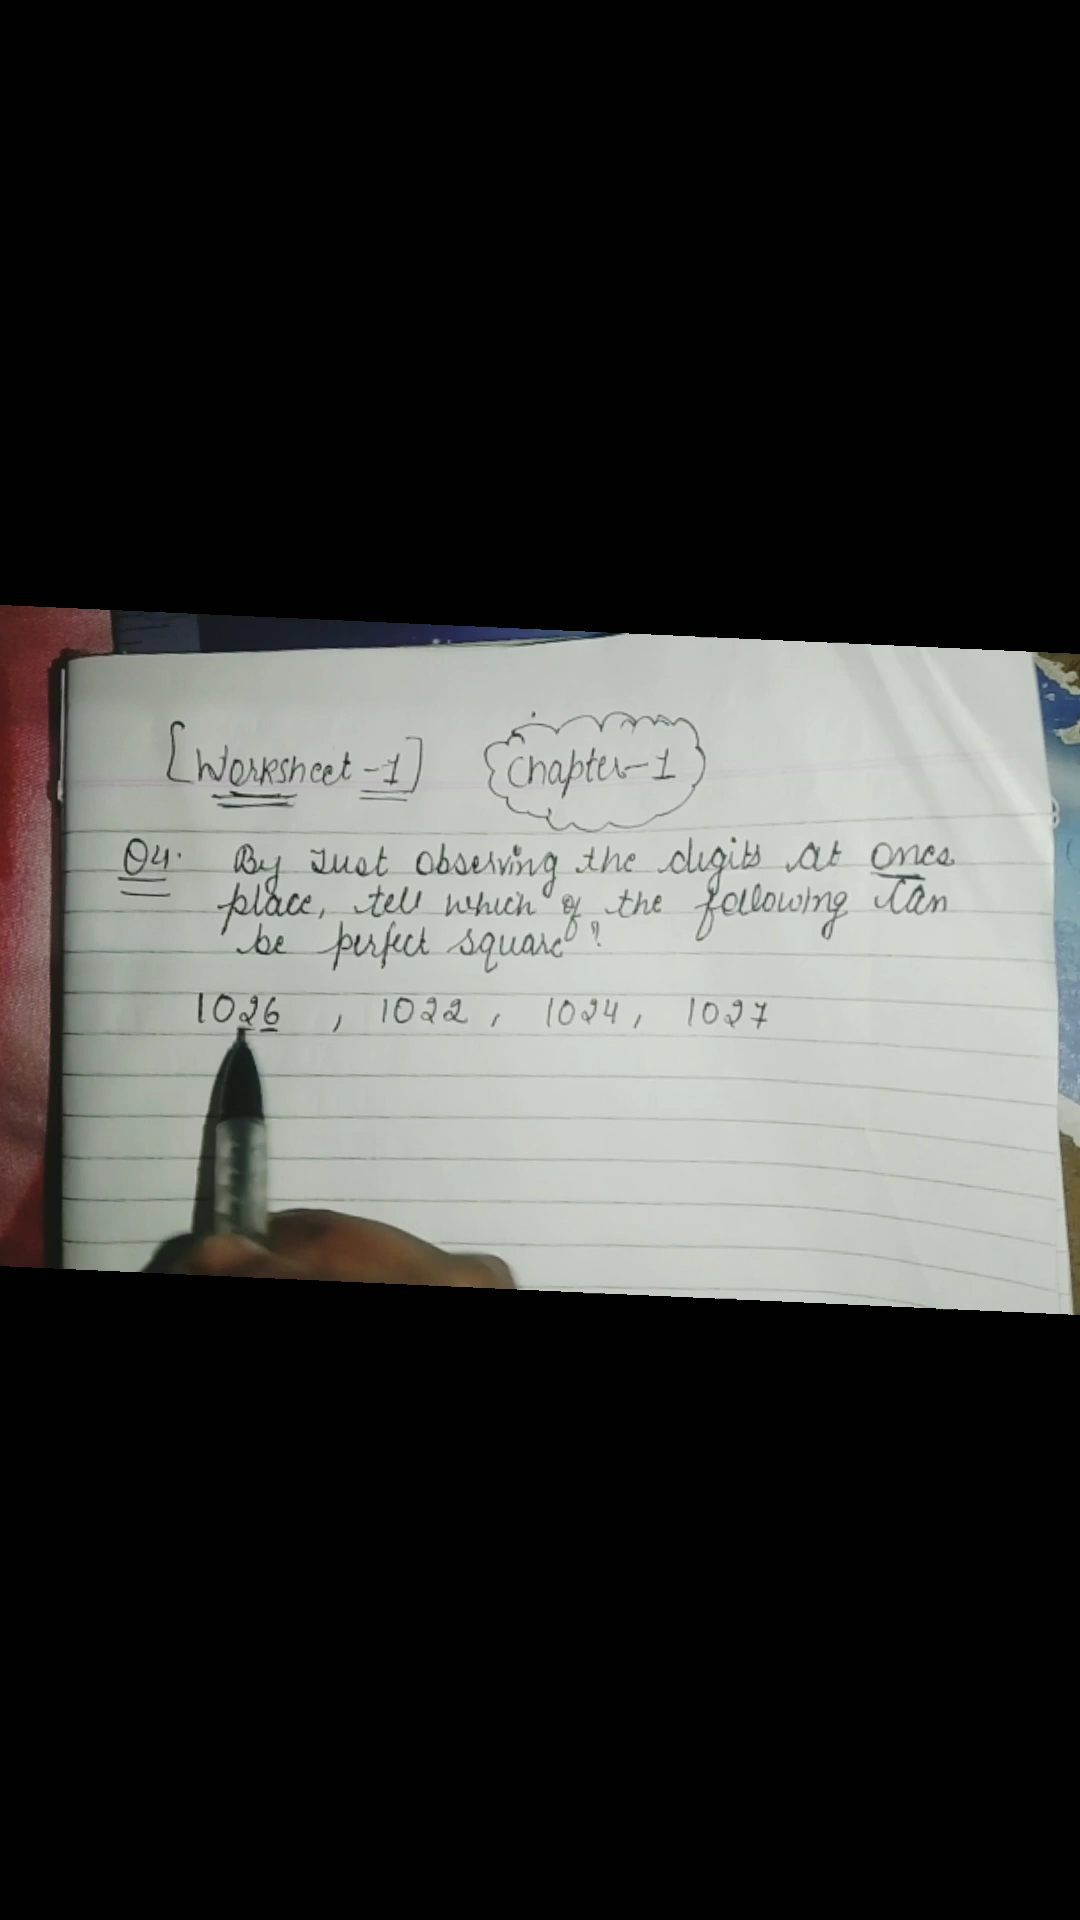 [Worksheet -1] Chapter-1
Q4. By Just observing the digits at ones
place, tell which of the following Can
be perfect square?
1026 , 1022 , 1024 , 1027